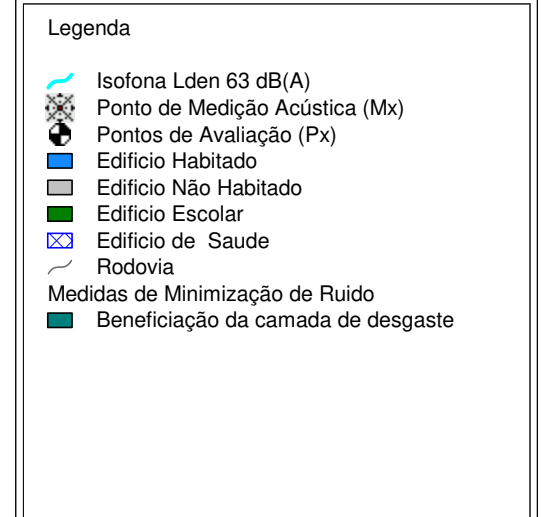 Legenda
Isofona Lden 63 dB(A)
Ponto de Medição Acústica (Mx)
Pontos de Avaliação (Px)
Edificio Habitado
Edificio Não Habitado
Edificio Escolar
Edificio de Saude
Rodovia
Medidas de Minimização de Ruido
Beneficiação da camada de desgaste